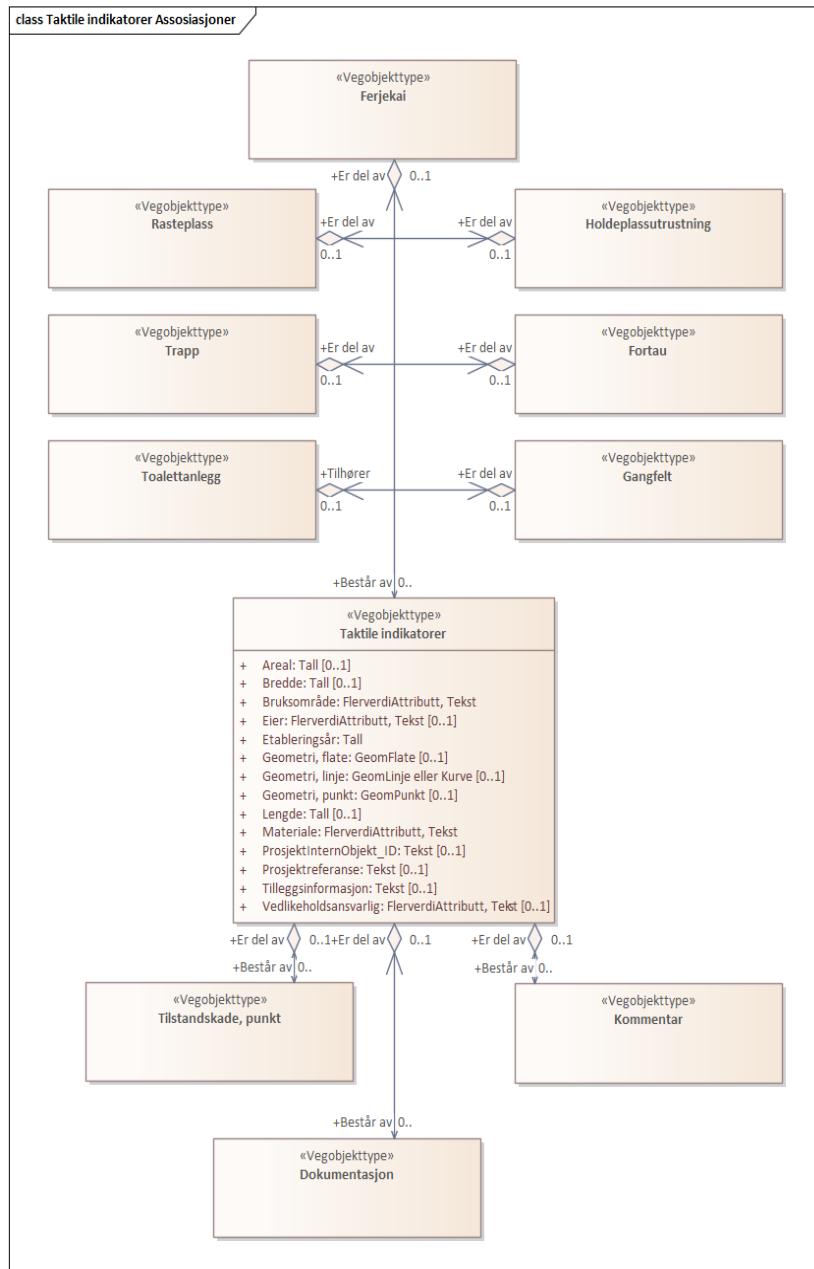 class Taktile indikatorer Assosiasjoner
«Vegobjekttype»
Ferjekai
+Er del av 0..1
«Vegobjekttype»
Rasteplass
+Er del av
0..1
«Vegobjekttype»
Holdeplassutrustning
+Er del av
0..1
«Vegobjekttype»
Trapp
+Er del av
0..1
«Vegobjekttype»
Fortau
+Er del av
0..1
«Vegobjekttype»
Toalettanlegg
+Tilhører
0..1
«Vegobjekttype»
Gangfelt
+Er del av
0..1
+Består av 0..
«Vegobjekttype»
Taktile indikatorer
+ Areal: Tall [0..1]
+ Bredde: Tall [0..1]
+ Bruksområde: FlerverdiAttributt, Tekst
+ Eier: FlerverdiAttributt, Tekst [0..1]
+ Etableringsår: Tall
+ Geometri, flate: GeomFlate [0..1]
+ Geometri, linje: GeomLinje eller Kurve [0..1]
+ Geometri, punkt: GeomPunkt [0..1]
+ Lengde: Tall [0..1]
+ Materiale: FlerverdiAttributt, Tekst
+ ProsjektInternObjekt_ID: Tekst [0..1]
+ Prosjektreferanse: Tekst [0..1]
+ Tilleggsinformasjon: Tekst [0..1]
+ Vedlikeholdsansvarlig: FlerverdiAttributt, Tekst [0..1]
+Er del av 0..1
+Består av 0..
+Er del av 0..1
+Er del av 0..1
+Består av 0..
«Vegobjekttype»
Tilstandskade, punkt
«Vegobjekttype»
Kommentar
+Består av 0..
«Vegobjekttype»
Dokumentasjon